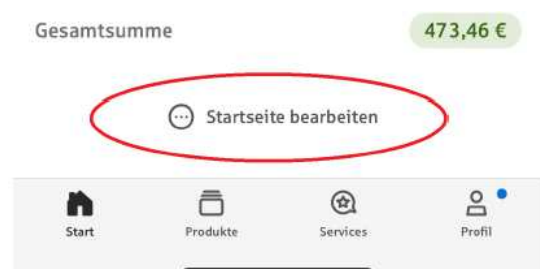 Gesamtsumme 473,46 €
Startseite bearbeiten
Start Produkte Services Profil